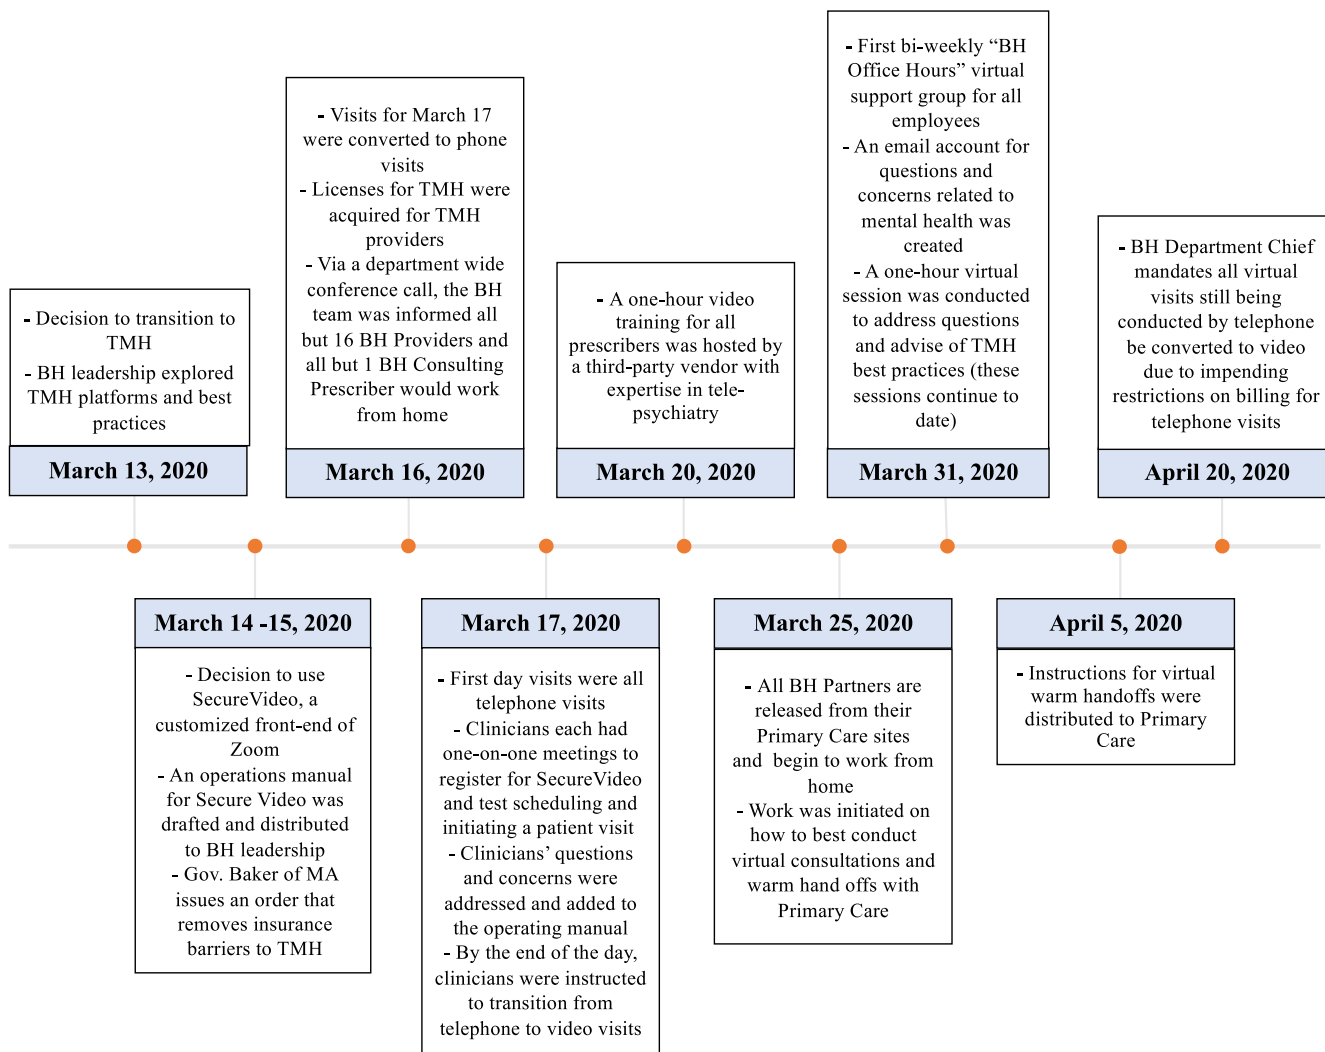 - Decision to transition to
TMH
- BH leadership explored
TMH platforms and best
practices
March 13, 2020
March 14 -15, 2020
- Decision to use
SecureVideo, a
customized front-end of
Zoom
- An operations manual
for Secure Video was
drafted and distributed
to BH leadership
- Gov. Baker of MA
issues an order that
removes insurance
barriers to TMH
- Visits for March 17
were converted to phone
visits
- Licenses for TMH were
acquired for TMH
providers
- Via a department wide
conference call, the BH
team was informed all
but 16 BH Providers and
all but 1 BH Consulting
Prescriber would work
from home
March 16, 2020
March 17, 2020
- First day visits were all
telephone visits
- Clinicians each had
one-on-one meetings to
register for SecureVideo
and test scheduling and
initiating a patient visit
- Clinicians’ questions
and concerns were
addressed and added to
the operating manual
- By the end of the day,
clinicians were instructed
to transition from
telephone to video visits
- A one-hour video
training for all
prescribers was hosted by
a third-party vendor with
expertise in tele-
psychiatry
March 20, 2020
March 25, 2020
- All BH Partners are
released from their
Primary Care sites
and begin to work from
home
- Work was initiated on
how to best conduct
virtual consultations and
warm hand offs with
Primary Care
- First bi-weekly “BH
Office Hours” virtual
support group for all
employees
- An email account for
questions and
concerns related to
mental health was
created
- A one-hour virtual
session was conducted
to address questions
and advise of TMH
best practices (these
sessions continue to
date)
March 31, 2020
April 5, 2020
- Instructions for virtual
warm handoffs were
distributed to Primary
Care
- BH Department Chief
mandates all virtual
visits still being
conducted by telephone
be converted to video
due to impending
restrictions on billing for
telephone visits
April 20, 2020